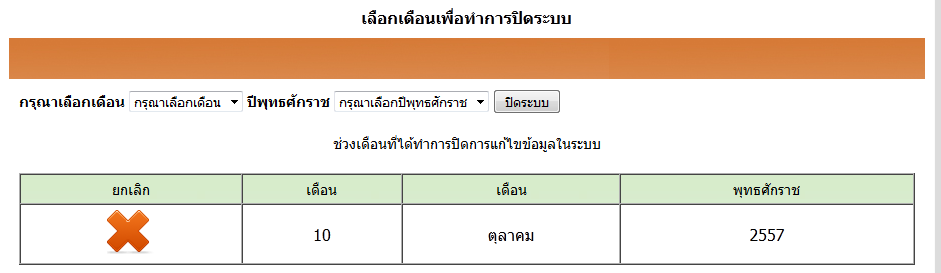 เลือกเดือนเพื่อทำการปิดระบบ
กรุณาเลือกเดือน กรุณาเลือกเดือน ปีพุทธศักราช กรุณาเลือกปีพุทธศักราช ปิดระบบ
ช่วงเดือนที่ได้ทำการปิดการแก้ไขข้อมูลในระบบ
ยกเลิก เดือน เดือน พุทธศักราช
10 ตุลาคม 2557